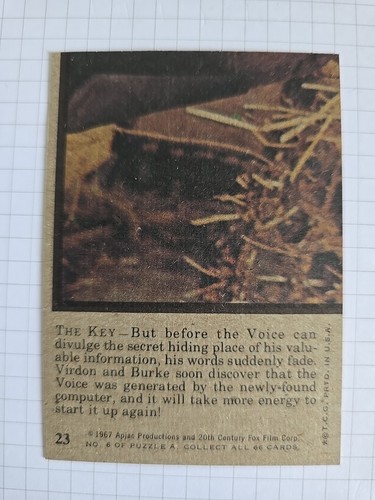 THE KEY — But before the Voice can
divulge the secret hiding place of his valu-
able information, his words suddenly fade.
Virdon and Burke soon discover that the
Voice was generated by the newly-found
computer, and it will take more energy to
start it up again!
23
© 1967 Apjac Productions and 20th Century Fox Film Corp.
NO. 6 OF PUZZLE A. COLLECT ALL 66 CARDS.
★© T.C.G. PRTD. IN U.S.A.